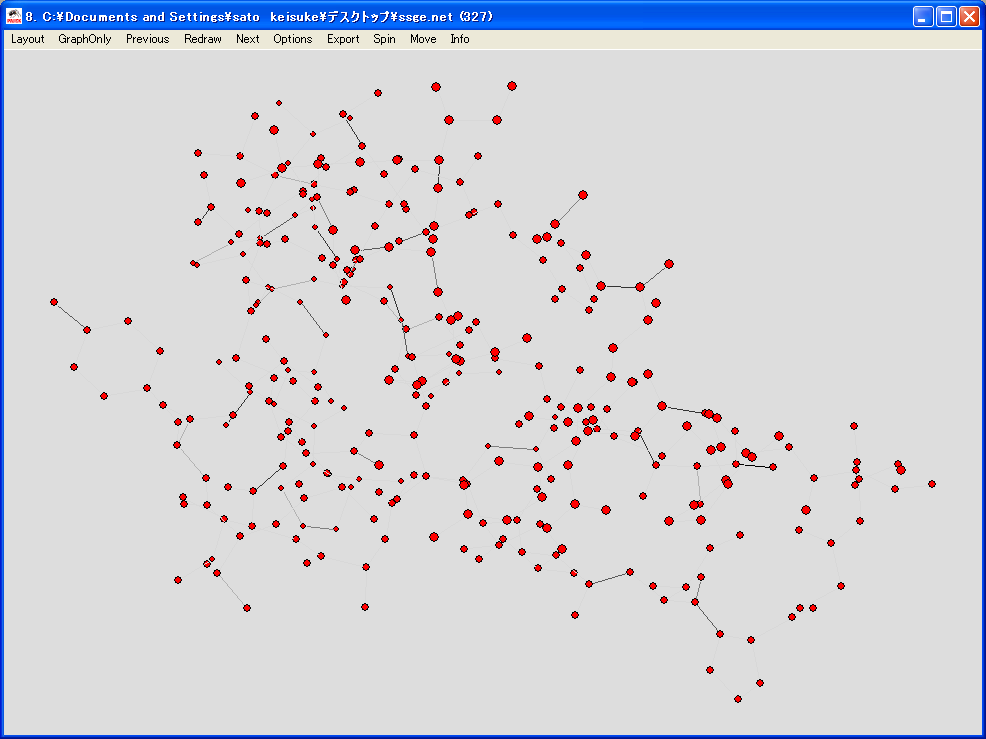 8. C:¥Documents and Settings¥sato keisuke¥デスクトップ¥ssge.net (327)
Layout GraphOnly Previous Redraw Next Options Export Spin Move Info